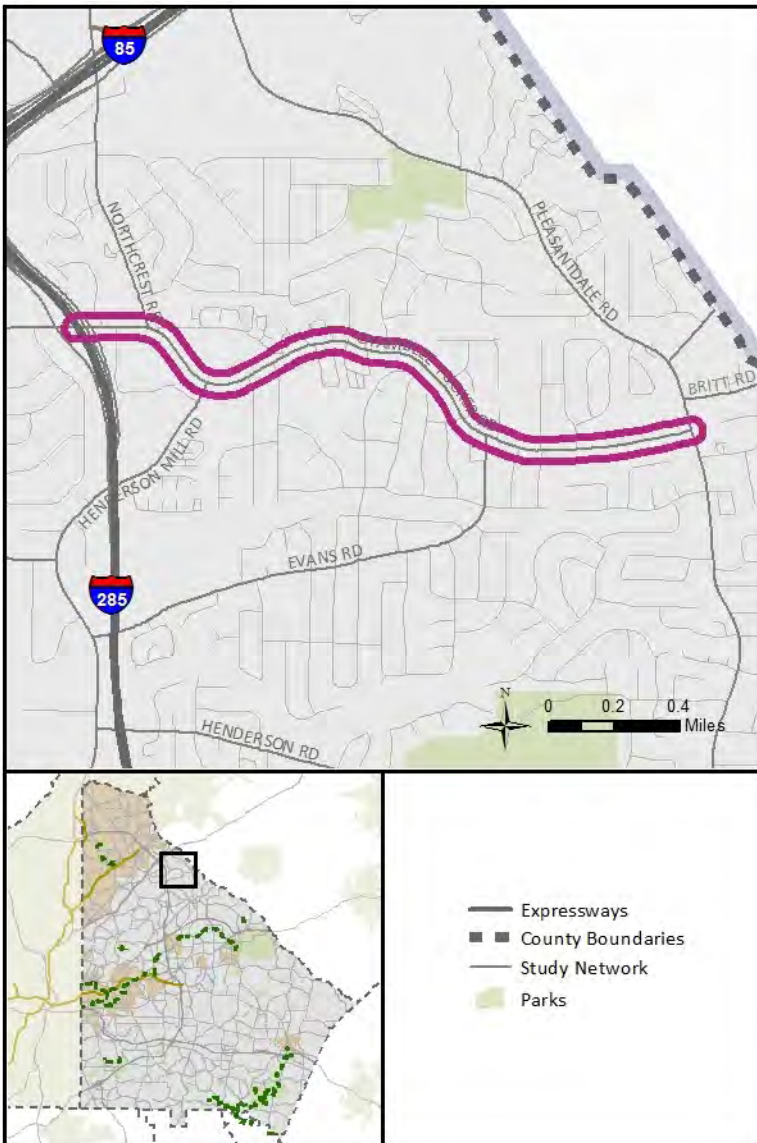 85
NORTHCREST RD
PLEASANTDALE RD
BRITT RD
HENDERSON MILL RD
EVANS RD
285
HENDERSON RD
N
0 0.2 0.4
Miles
Expressways
County Boundaries
Study Network
Parks